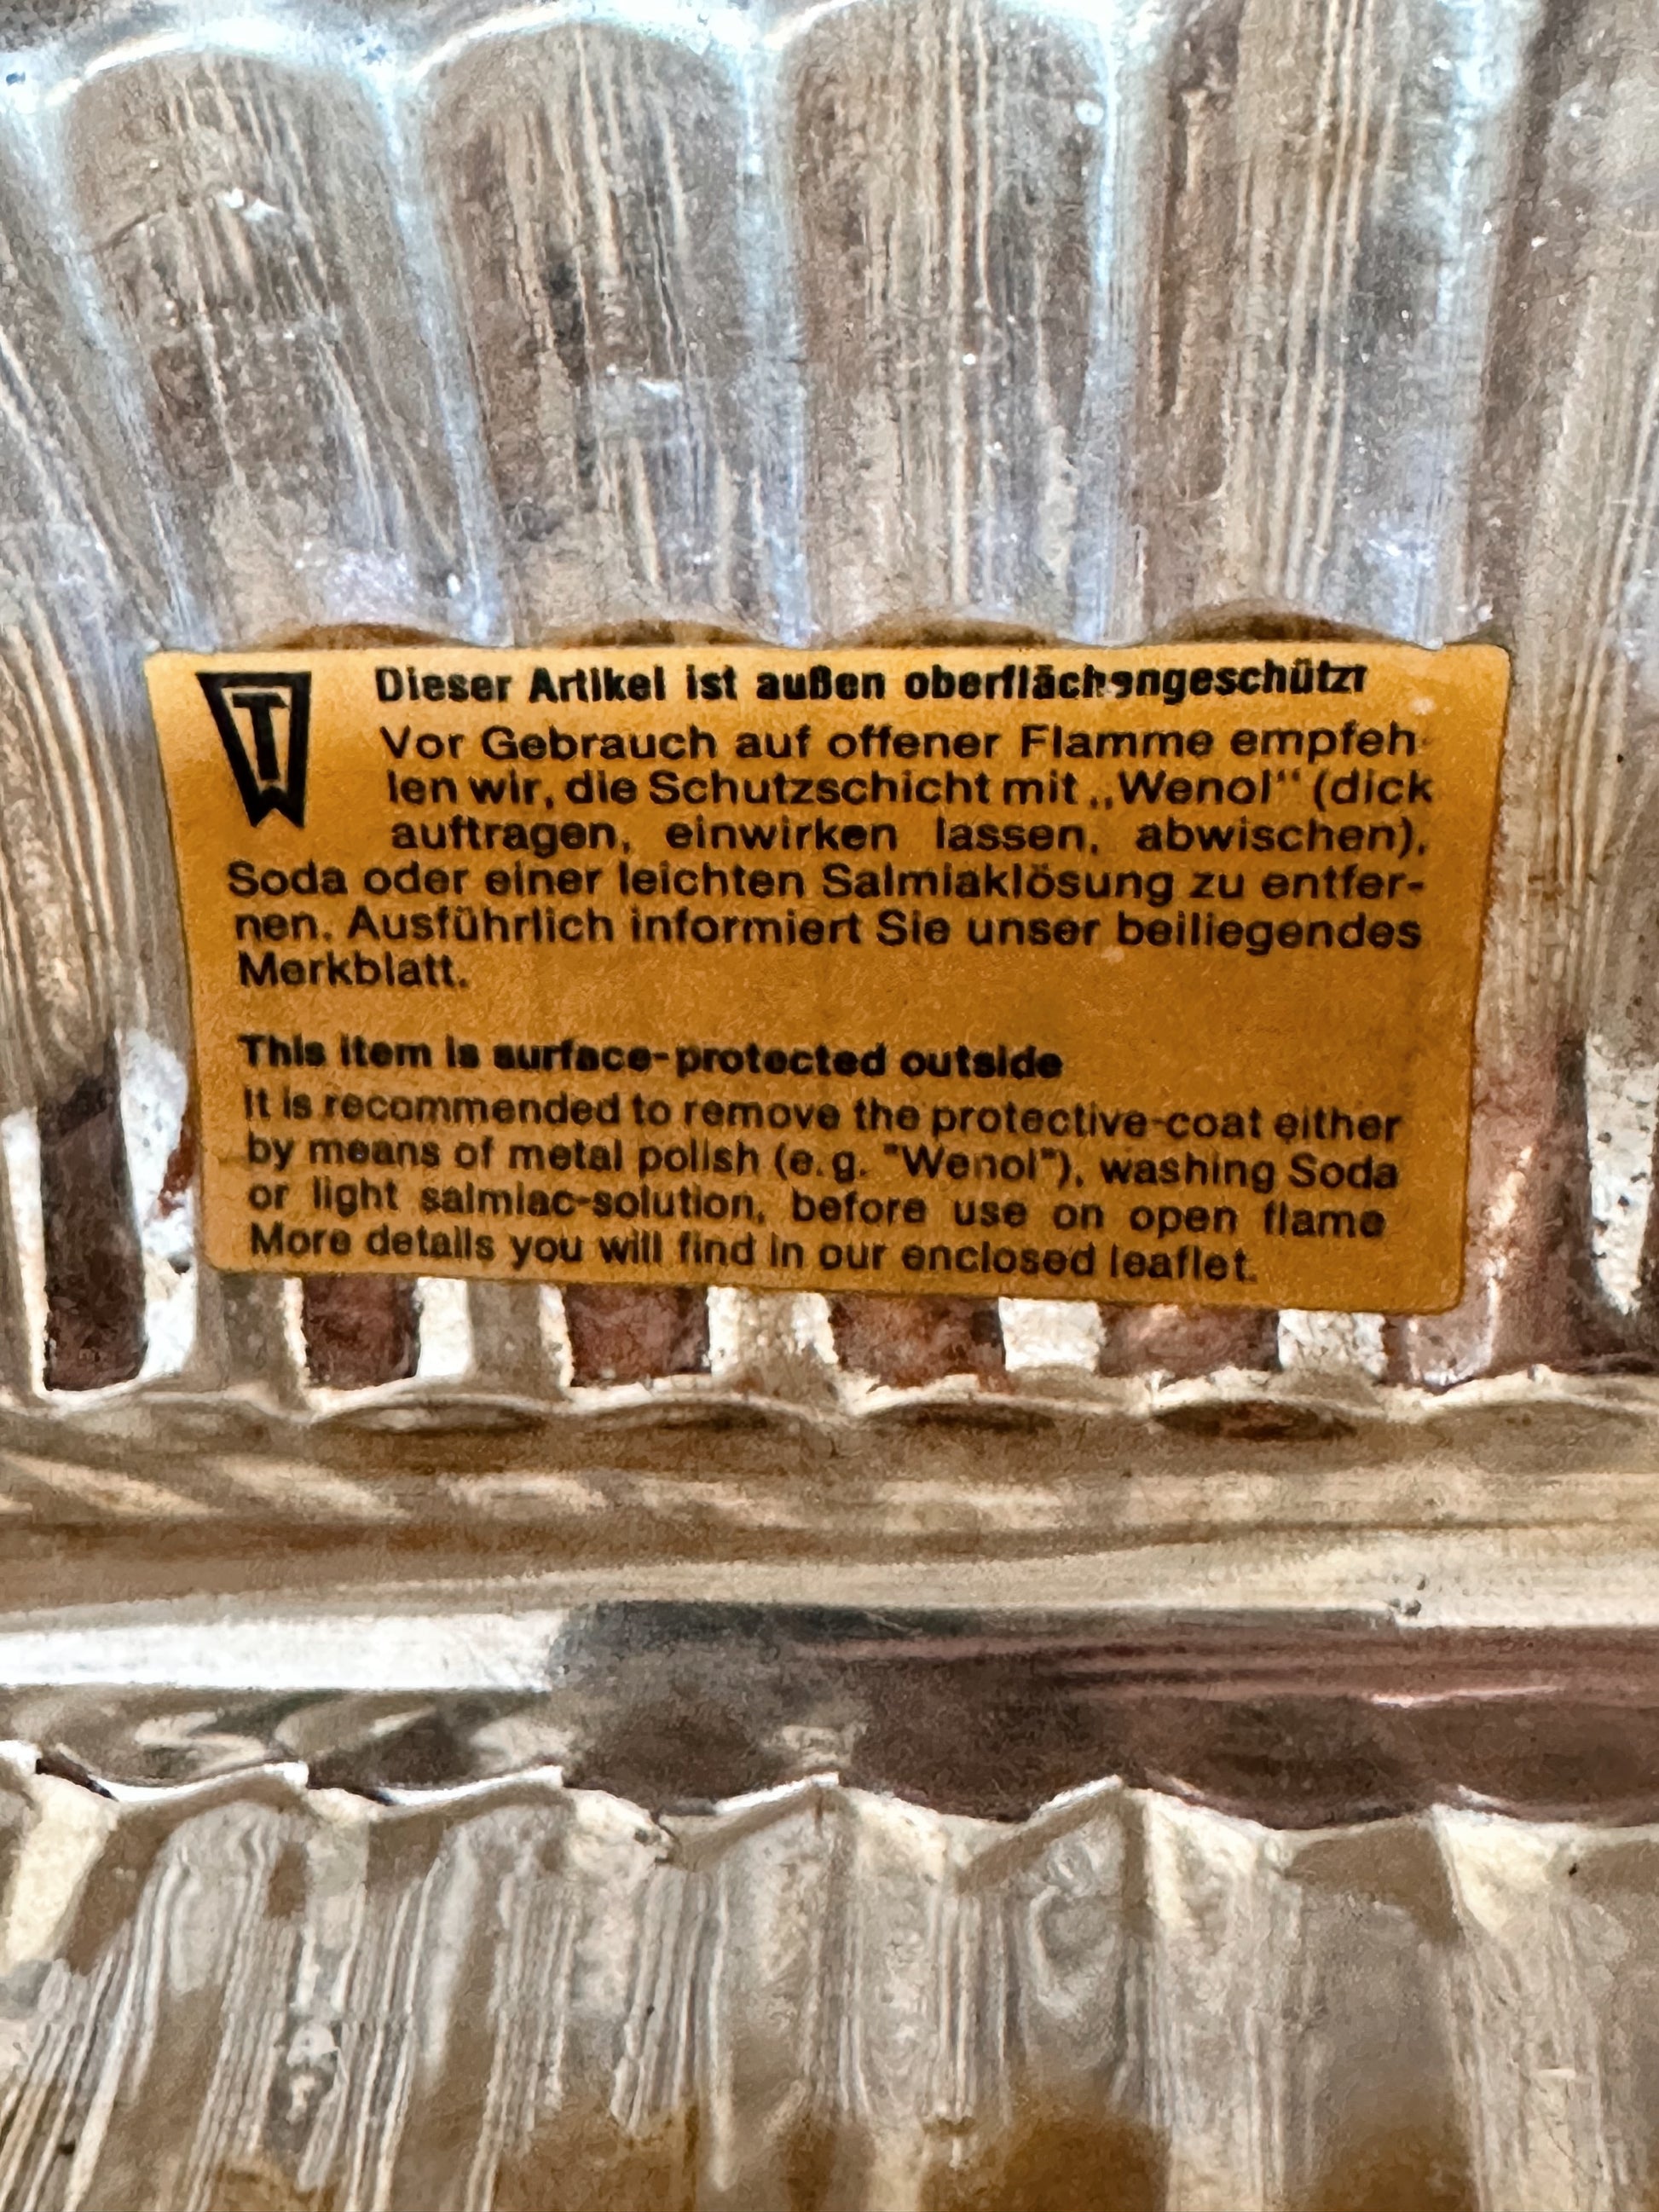 T
Dieser Artikel ist außen oberflächengeschützt
Vor Gebrauch auf offener Flamme empfeh-
len wir, die Schutzschicht mit „Wenol“ (dick
auftragen, einwirken lassen, abwischen),
Soda oder einer leichten Salmiaklösung zu entfer-
nen. Ausführlich informiert Sie unser beiliegendes
Merkblatt.
This item is surface-protected outside
It is recommended to remove the protective-coat either
by means of metal polish (e.g. "Wenol"), washing Soda
or light salmiac-solution, before use on open flame
More details you will find in our enclosed leaflet.